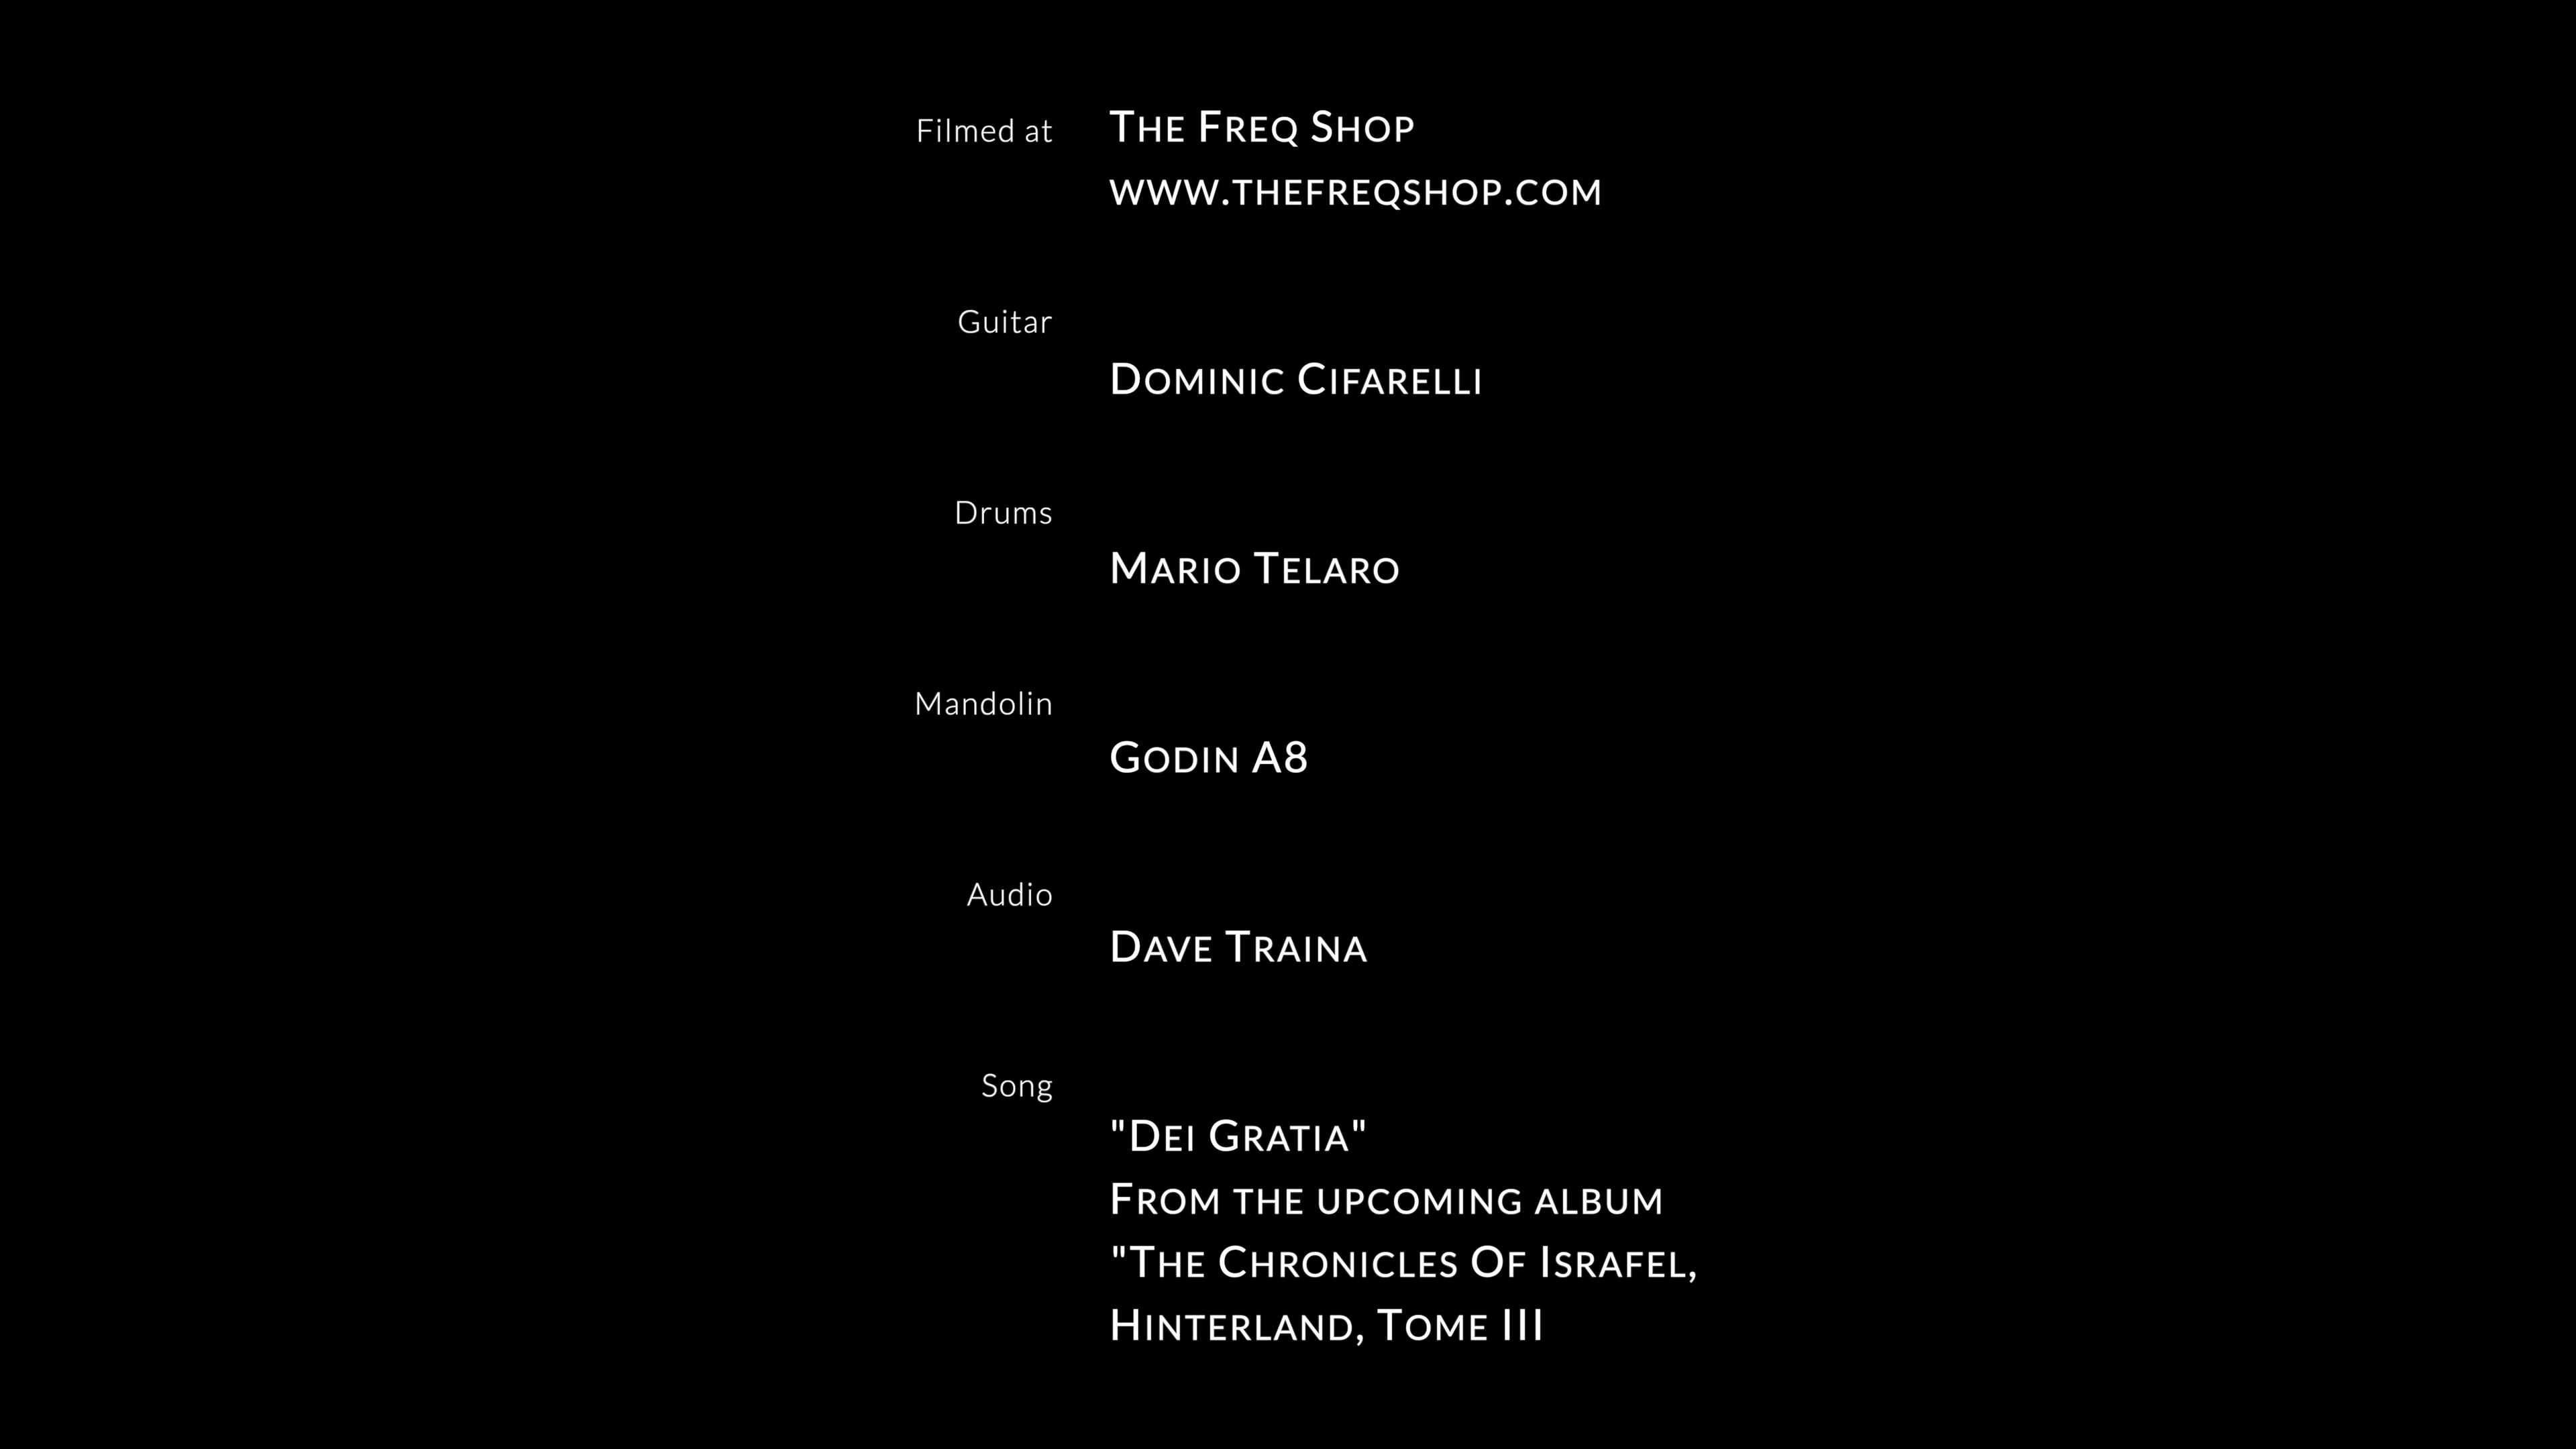 Filmed at The Freq Shop
www.thefreqshop.com
Guitar
Dominic Cifarelli
Drums
Mario Telaro
Mandolin
Godin A8
Audio
Dave Traina
Song
"Dei Gratia"
From the upcoming album
"The Chronicles Of Israfel,
Hinterland, Tome III